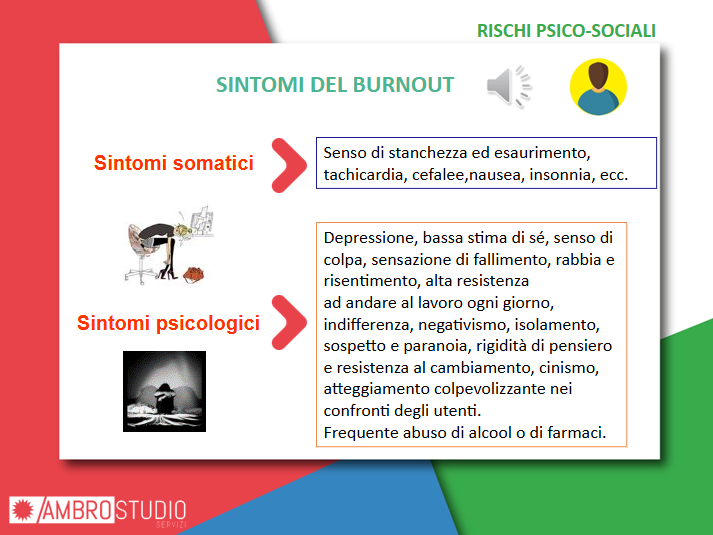 RISCHI PSICO-SOCIALI
SINTOMI DEL BURNOUT
Sintomi somatici
Senso di stanchezza ed esaurimento,
tachicardia, cefalee,nausea, insonnia, ecc.
Sintomi psicologici
Depressione, bassa stima di sé, senso di
colpa, sensazione di fallimento, rabbia e
risentimento, alta resistenza
ad andare al lavoro ogni giorno,
indifferenza, negativismo, isolamento,
sospetto e paranoia, rigidità di pensiero
e resistenza al cambiamento, cinismo,
atteggiamento colpevolizzante nei
confronti degli utenti.
Frequente abuso di alcool o di farmaci.
AMBROSTUDIO
SERVIZI